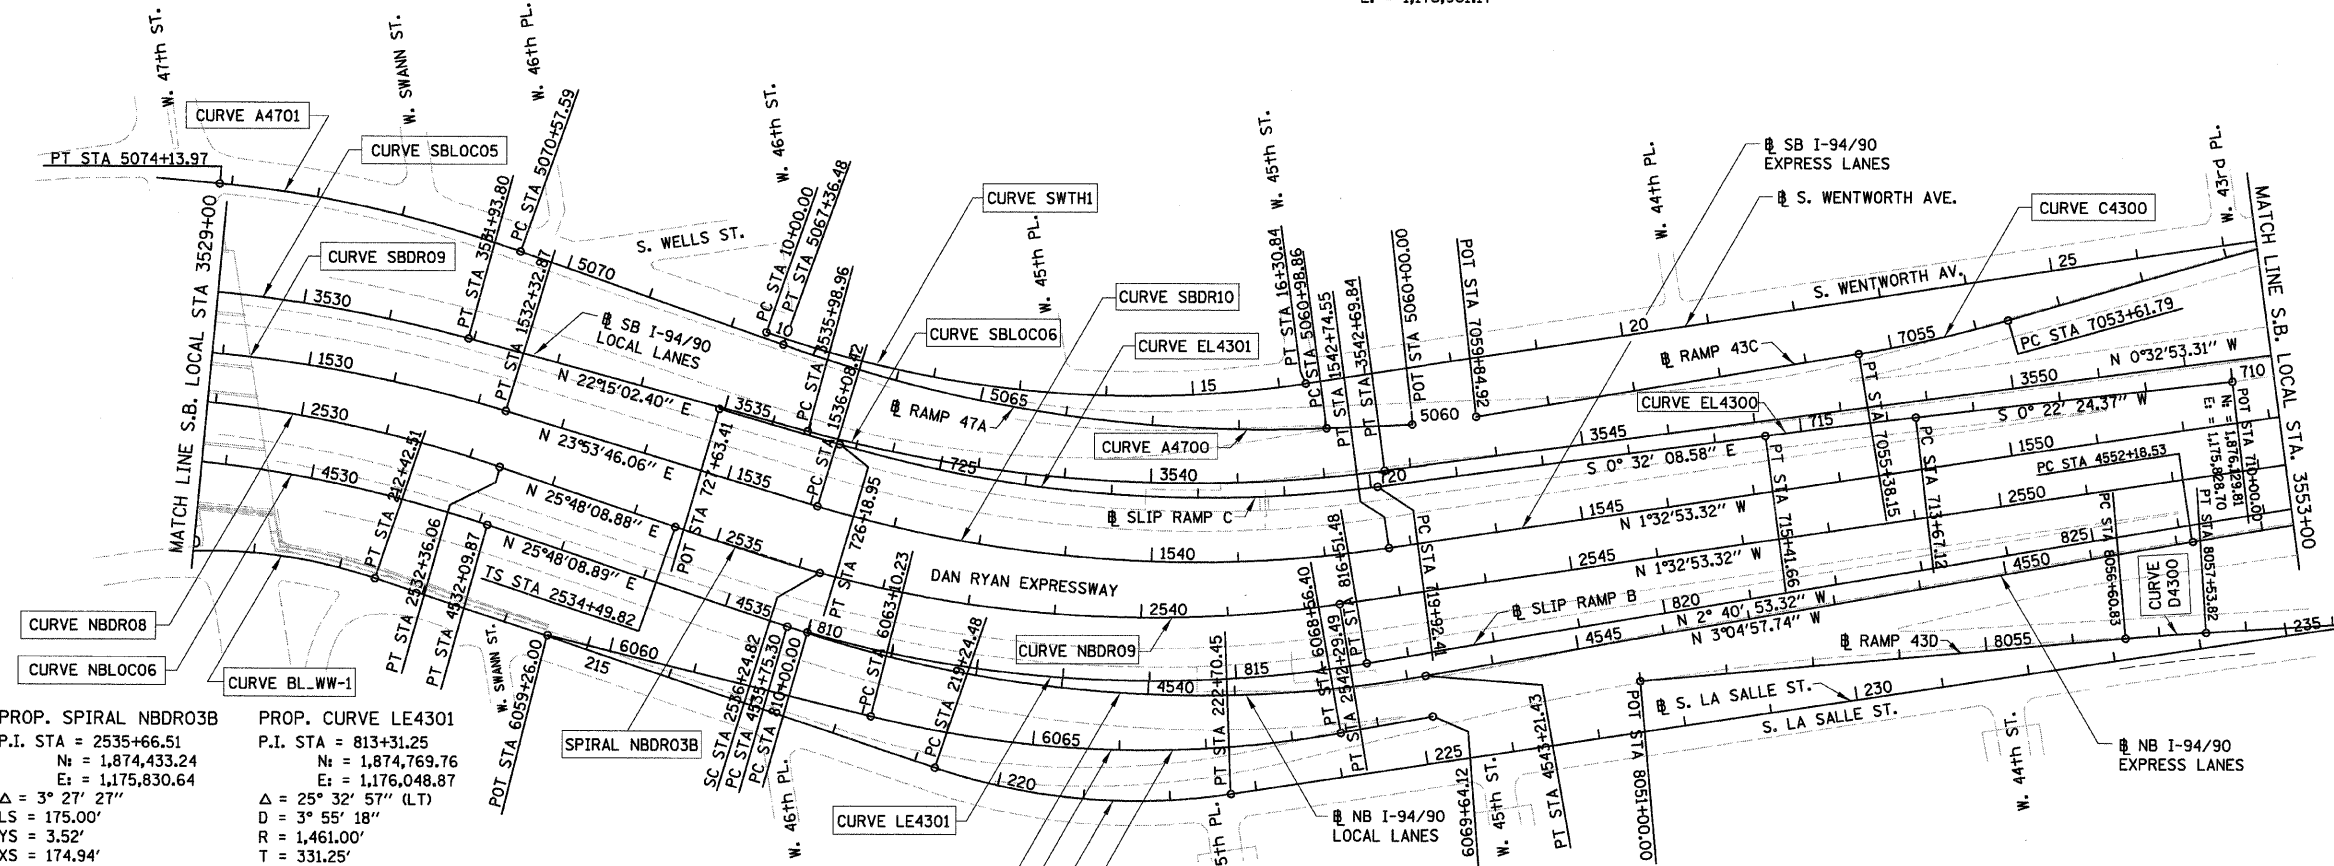 W. 47th ST.
W. SWANN ST.
W. 46th PL.
CURVE A4701
PT STA 5074+13.97
CURVE SBLOC05
PT STA 3531+93.80
PC STA 5070+57.59
W. 46th ST.
S. WELLS ST.
5070
PC STA 10+00.00
PT STA 5067+36.48
10
MATCH LINE S.B. LOCAL STA 3529+00
CURVE SBDR09
3530
PT STA 1532+32.87
℄ SB I-94/90
LOCAL LANES
N 22°15'02.40" E
3535
PC STA 3535+98.96
PC STA 1536+08.42
1530
N 23°53'46.06" E
1535
2530
4530
PT STA 212+42.51
PT STA 2532+36.06
PT STA 4532+09.87
N 25°48'08.88" E
POT STA 727+63.41
2535
N 25°48'08.89" E
TS STA 2534+49.82
4535
PT STA 726+18.95
810
CURVE NBDR08
CURVE NBLOC06
CURVE BL_WW-1
W. SWANN ST.
215
6060
POT STA 6059+26.00
SPIRAL NBDR03B
SC STA 2536+24.82
PC STA 4535+75.30
PC STA 810+00.00
W. 46th PL.
PC STA 6063+10.23
PC STA 219+24.48
220
CURVE SWTH1
W. 45th PL.
W. 45th ST.
CURVE SBDR10
CURVE SBLOC06
CURVE EL4301
5065
15
℄ RAMP 47A
CURVE A4700
725
3540
720
℄ SLIP RAMP C
1540
DAN RYAN EXPRESSWAY
2540
CURVE NBDR09
815
4540
6065
PT STA 222+70.45
CURVE LE4301
℄ NB I-94/90
LOCAL LANES
225
PT STA 16+30.84
PC STA 5060+98.86
PT STA 1542+74.55
PT STA 3542+69.84
POT STA 5060+00.00
POT STA 7059+84.92
5060
PT STA 6068+56.40
PT STA 2542+29.49
PT STA 816+51.48
PC STA 719+92.41
6069+64.12
W. 45th ST.
PT STA 4543+21.43
POT STA 8051+00.00
W. 44th PL.
℄ SB I-94/90
EXPRESS LANES
℄ S. WENTWORTH AVE.
CURVE C4300
W. 43rd PL.
S. WENTWORTH AV.
20
25
℄ RAMP 43C
7055
PC STA 7053+61.79
CURVE EL4300
715
3545
3550
N 0°32'53.31" W
710
S 0° 32' 08.58" E
S 0° 22' 24.37" W
POT STA 710+00.00
N: = 1,876,129.81
E: = 1,175,828.70
1545
N 1°32'53.32" W
1550
PT STA 715+41.66
PT STA 7055+38.15
PC STA 713+67.12
PC STA 4552+18.53
2545
N 1°32'53.32" W
2550
℄ SLIP RAMP B
820
N 2° 40' 53.32" W
825
4545
N 3°04'57.74" W
4550
PC STA 8056+60.83
PT STA 8057+53.82
CURVE
D4300
℄ RAMP 43D
8055
235
℄ S. LA SALLE ST.
230
S. LA SALLE ST.
W. 44th ST.
℄ NB I-94/90
EXPRESS LANES
MATCH LINE S.B. LOCAL STA. 3553+00
PROP. SPIRAL NBDR03B
P.I. STA = 2535+66.51
N: = 1,874,433.24
E: = 1,175,830.64
Δ = 3° 27' 27"
LS = 175.00'
YS = 3.52'
XS = 174.94'
PROP. CURVE LE4301
P.I. STA = 813+31.25
N: = 1,874,769.76
E: = 1,176,048.87
Δ = 25° 32' 57" (LT)
D = 3° 55' 18"
R = 1,461.00'
T = 331.25'